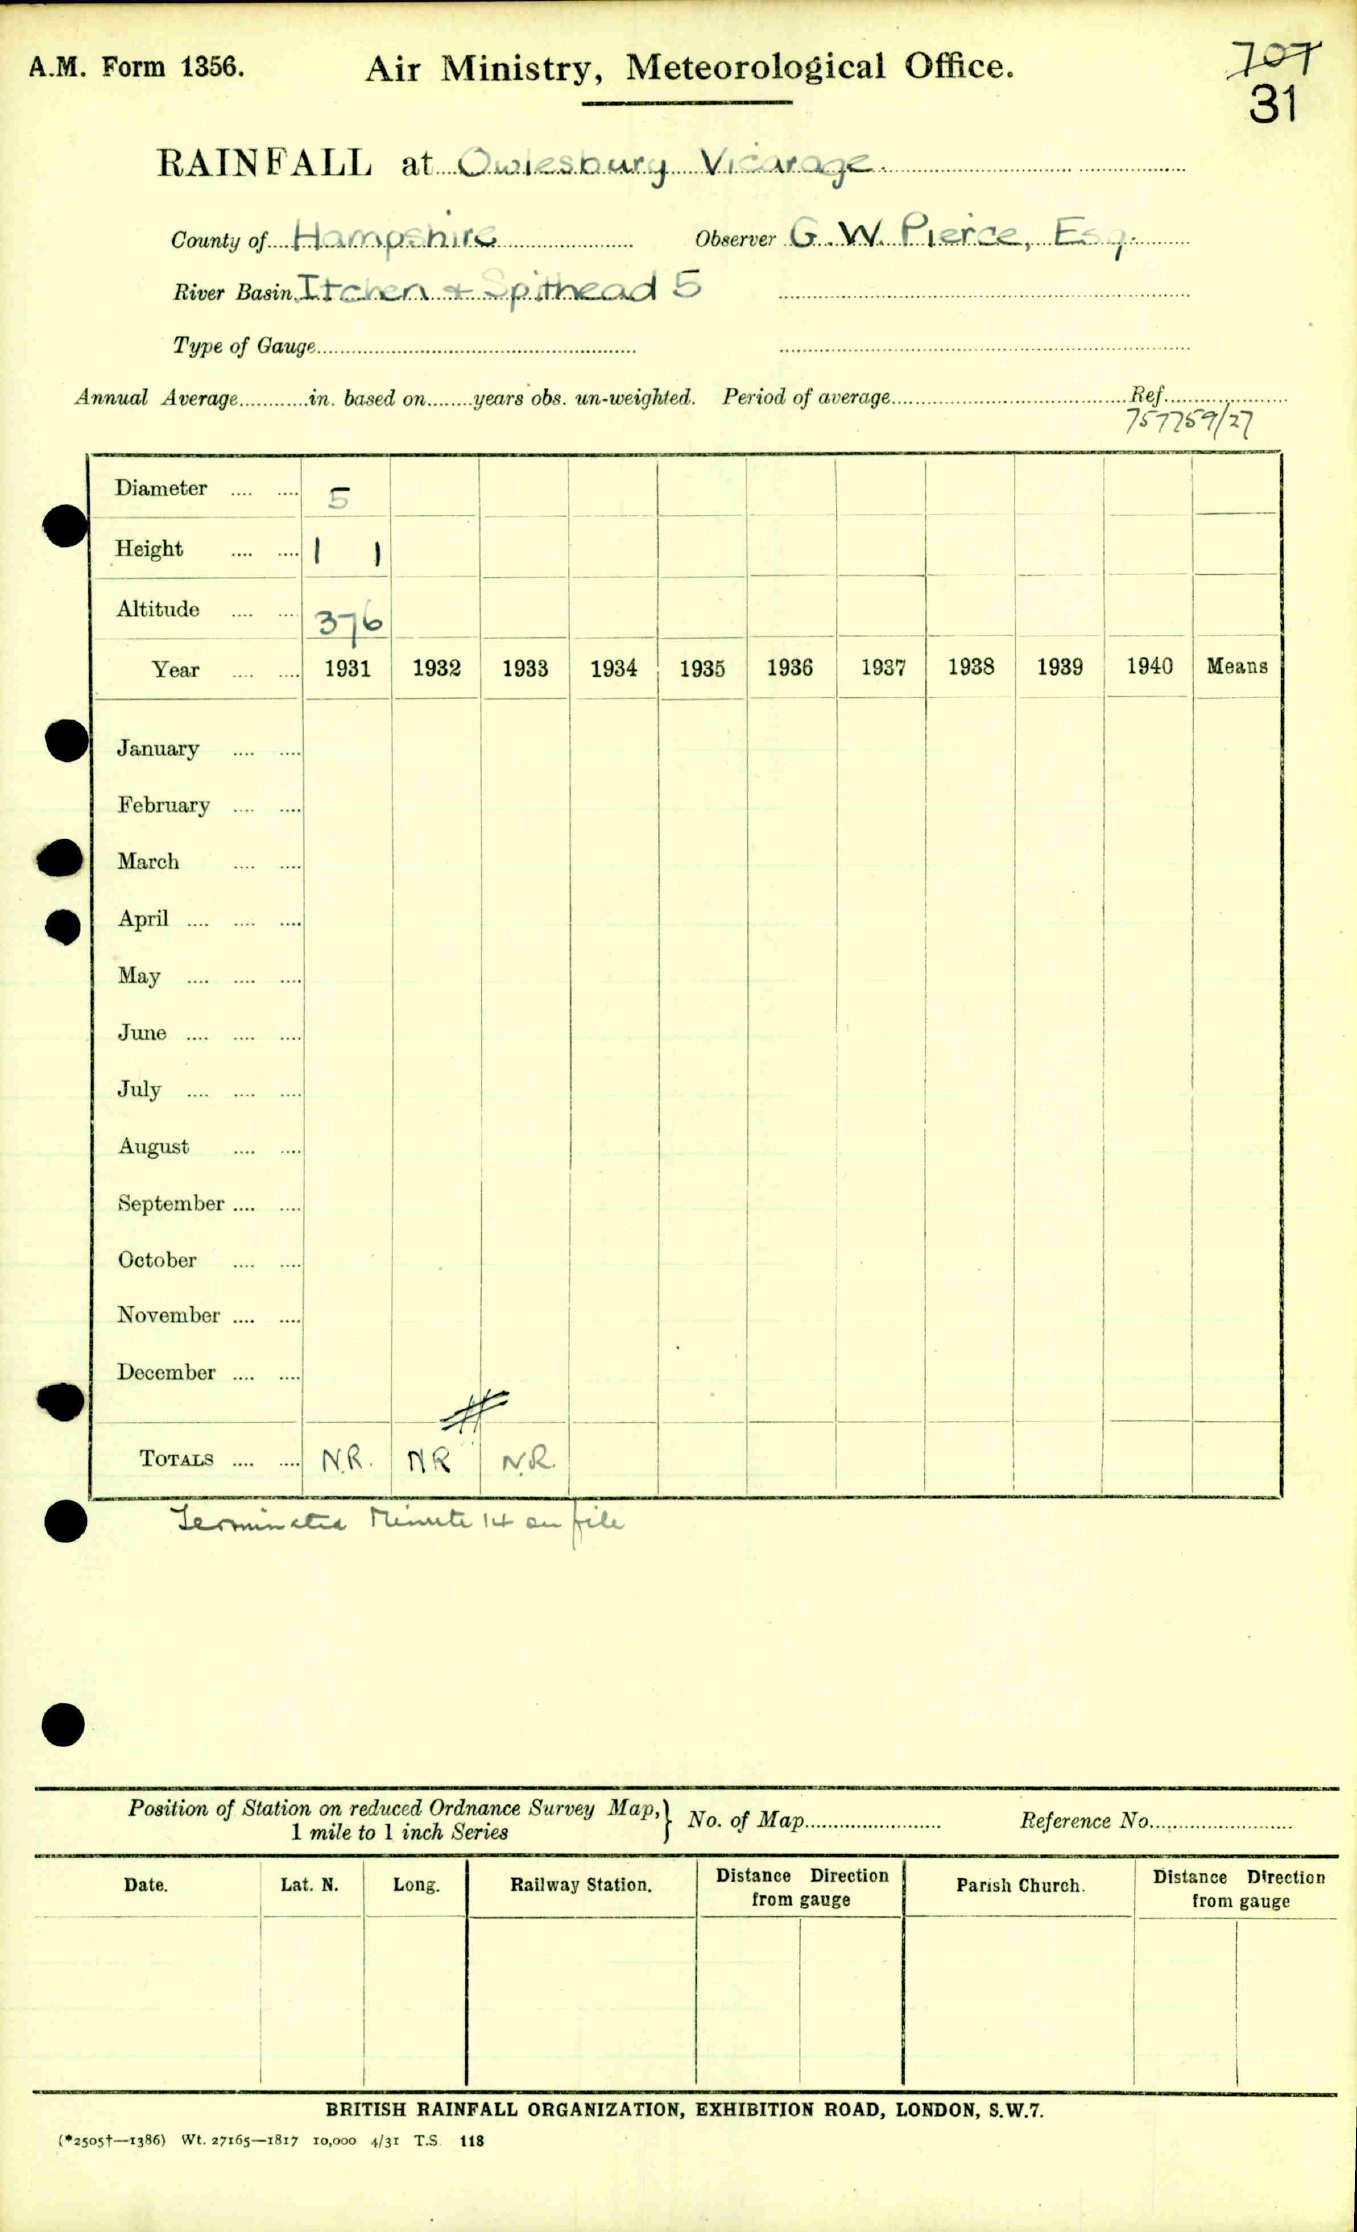 A.M. Form 1356. Air Ministry, Meteorological Office. 707
31
RAINFALL at Owlesbury Vicarage.
County of Hampshire Observer G. W. Pierce, Esq.
River Basin Itchen + Spithead 5
Type of Gauge
Annual Average in. based on years obs. un-weighted. Period of average Ref.
757759/27
Diameter 5
Height 1 1
Altitude 376
Year 1931 1932 1933 1934 1935 1936 1937 1938 1939 1940 Means
January
February
March
April
May
June
July
August
September
October
November
December
TOTALS N.R. NR N.R.
Terminated Minute 14 on file
Position of Station on reduced Ordnance Survey Map, } No. of Map Reference No.
1 mile to 1 inch Series
Date. Lat. N. Long. Railway Station. Distance Direction from gauge Parish Church. Distance Direction from gauge
BRITISH RAINFALL ORGANIZATION, EXHIBITION ROAD, LONDON, S.W.7.
(*2505†—1386) Wt. 27165—1817 10,000 4/31 T.S. 118